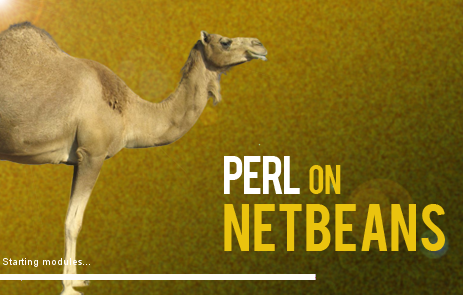 PERL ON
NETBEANS
Starting modules...